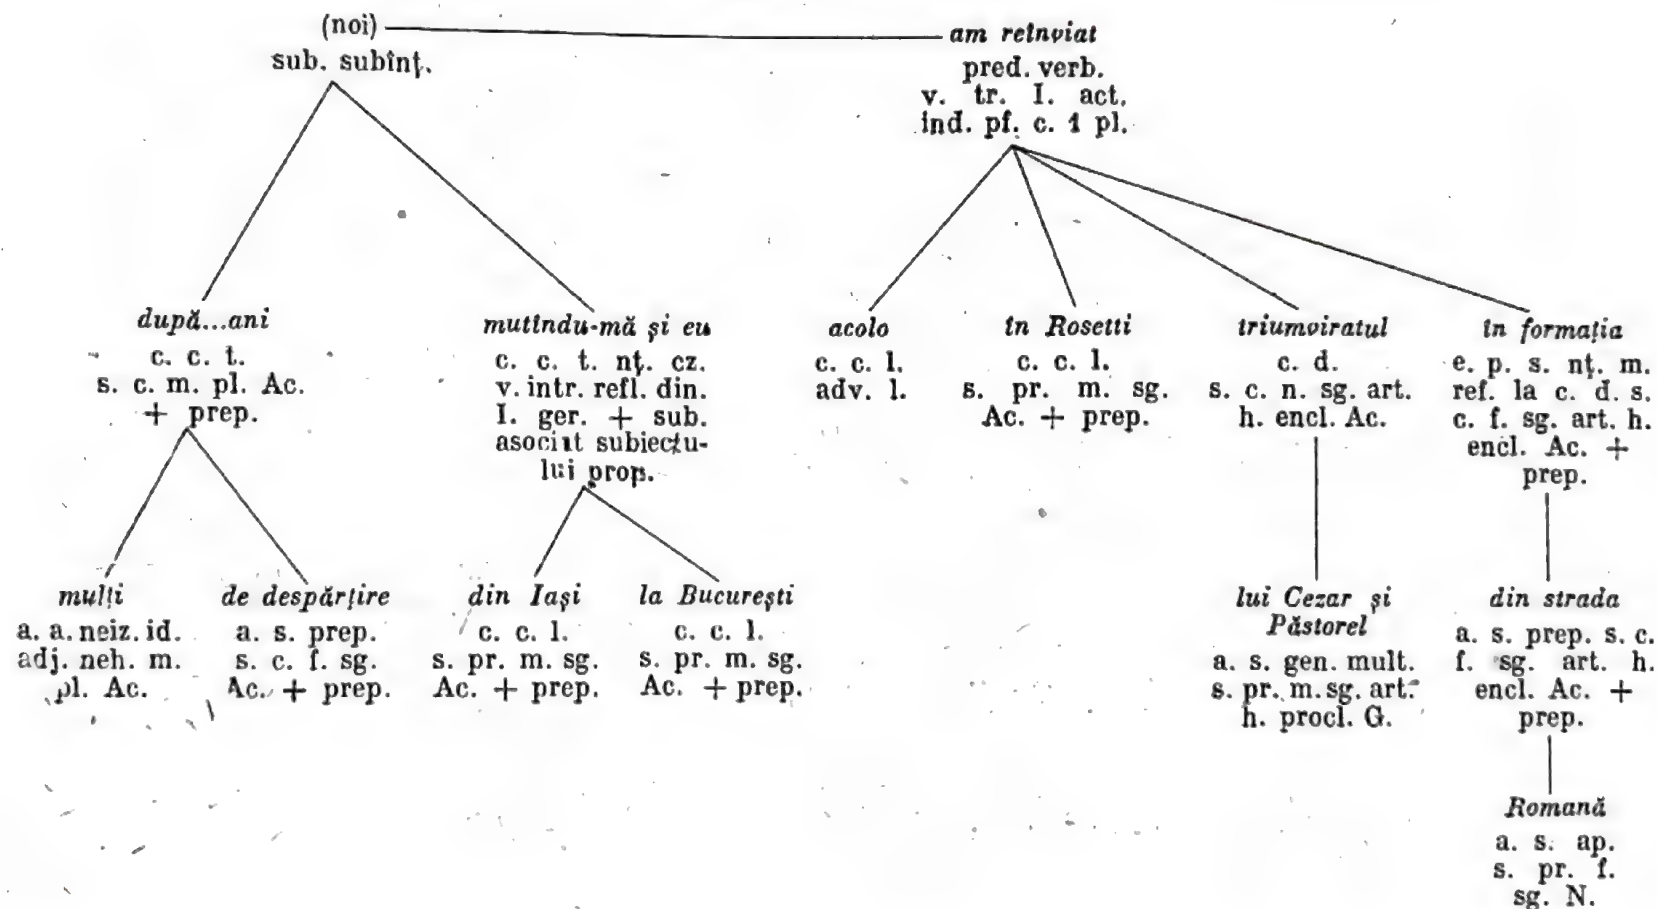 (noi)
sub. subînț.
am reînviat
pred. verb.
v. tr. I. act.
ind. pf. c. 1 pl.
după...ani
c. c. t.
s. c. m. pl. Ac.
+ prep.
mutîndu-mă și eu
c. c. t. nț. cz.
v. intr. refl. din.
I. ger. + sub.
asociat subiectu-
lui prop.
acolo
c. c. l.
adv. l.
în Rosetti
c. c. l.
s. pr. m. sg.
Ac. + prep.
triumviratul
c. d.
s. c. n. sg. art.
h. encl. Ac.
în formația
e. p. s. nț. m.
ref. la c. d. s.
c. f. sg. art. h.
encl. Ac. +
prep.
mulți
a. a. neiz. id.
adj. neh. m.
pl. Ac.
de despărțire
a. s. prep.
s. c. f. sg.
Ac. + prep.
din Iași
c. c. l.
s. pr. m. sg.
Ac. + prep.
la București
c. c. l.
s. pr. m. sg.
Ac. + prep.
lui Cezar și
Păstorel
a. s. gen. mult.
s. pr. m. sg. art.
h. procl. G.
din strada
a. s. prep. s. c.
f. sg. art. h.
encl. Ac. +
prep.
Romană
a. s. ap.
s. pr. f.
sg. N.